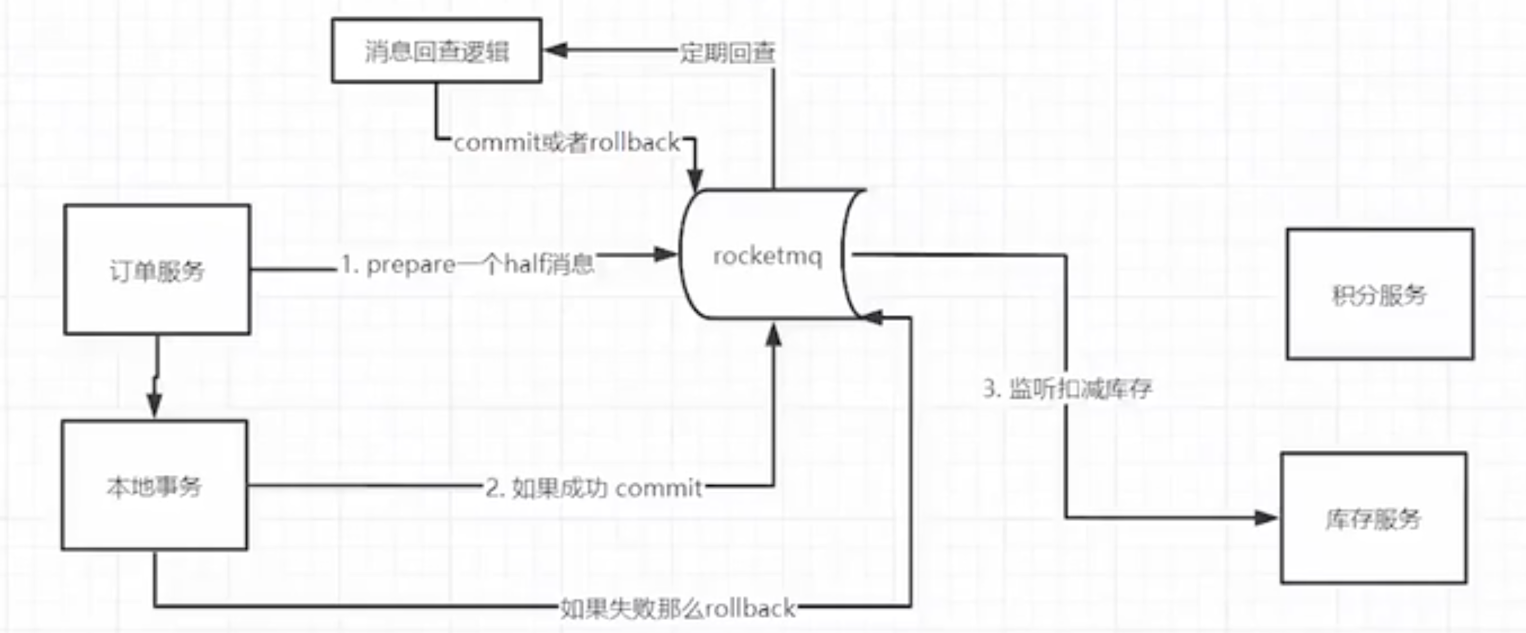 消息回查逻辑
定期回查
commit或者rollback
订单服务
1. prepare一个half消息
rocketmq
积分服务
3. 监听扣减库存
本地事务
2. 如果成功 commit
库存服务
如果失败那么rollback